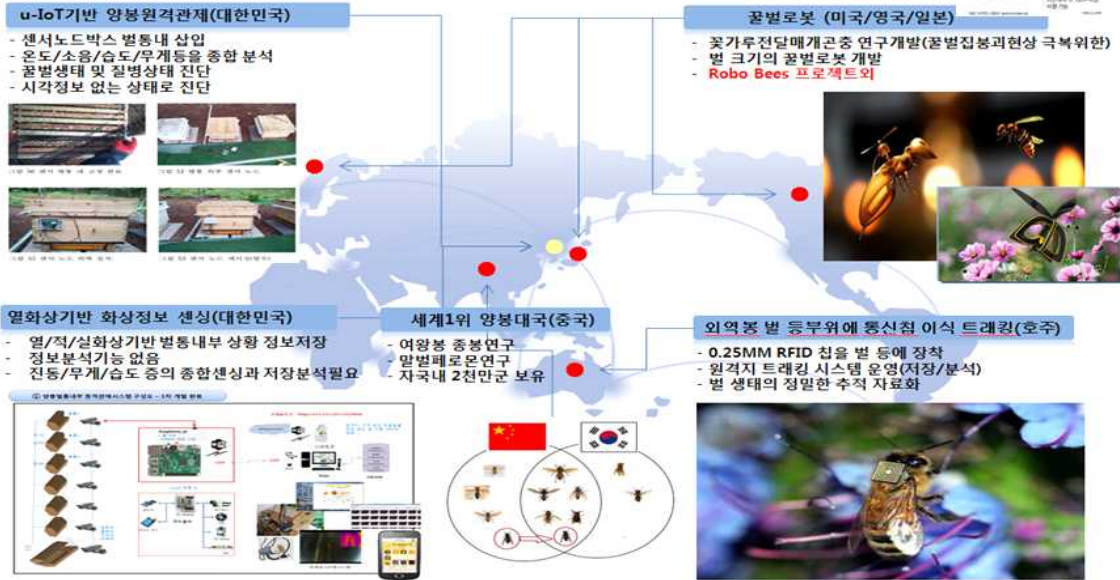 u-IoT기반 양봉원격관제(대한민국)
- 센서노드박스 벌통내 삽입
- 온도/소음/습도/무게등을 종합 분석
- 꿀벌생태 및 질병상태 진단
- 시각정보 없는 상태로 진단
꿀벌로봇 (미국/영국/일본)
- 꽃가루전달매개곤충 연구개발(꿀벌집붕괴현상 극복위한)
- 벌 크기의 꿀벌로봇 개발
- Robo Bees 프로젝트외
열화상기반 화상정보 센싱(대한민국)
- 열/적/실화상기반 벌통내부 상황 정보저장
- 정보분석기능 없음
- 진동/무게/습도 증의 종합센싱과 저장분석필요
세계1위 양봉대국(중국)
- 여왕봉 종봉연구
- 말벌페로몬연구
- 자국내 2천만군 보유
외역봉 벌 등부위에 통신칩 이식 트래킹(호주)
- 0.25MM RFID 칩을 벌 등에 장착
- 원격지 트래킹 시스템 운영(저장/분석)
- 벌 생태의 정밀한 추적 자료화